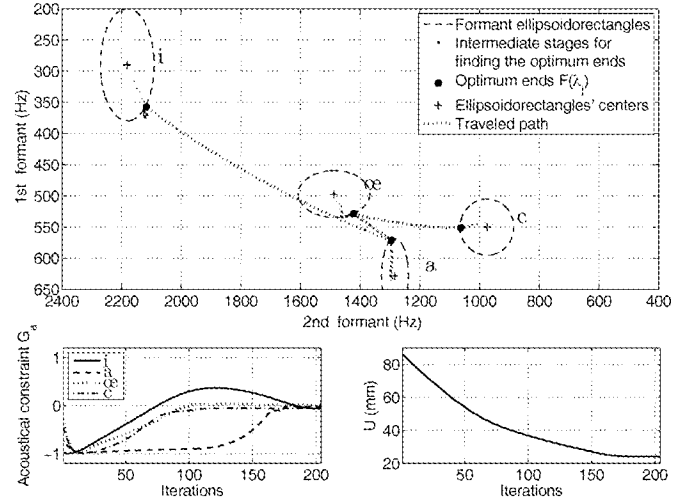 200
250
300
350
400
450
500
550
600
650
1st formant (Hz)
2400 2200 2000 1800 1600 1400 1200 1000 800 600 400
2nd formant (Hz)
Formant ellipsoidorectangles
Intermediate stages for
finding the optimum ends
Optimum ends F(λ
Ellipsoidorectangles' centers
Traveled path
i
œ
c
a
Acoustical constraint G
a
1
0
−1
i
a
œ
c
50 100 150 200
Iterations
U (mm)
80
60
40
20
50 100 150 200
Iterations